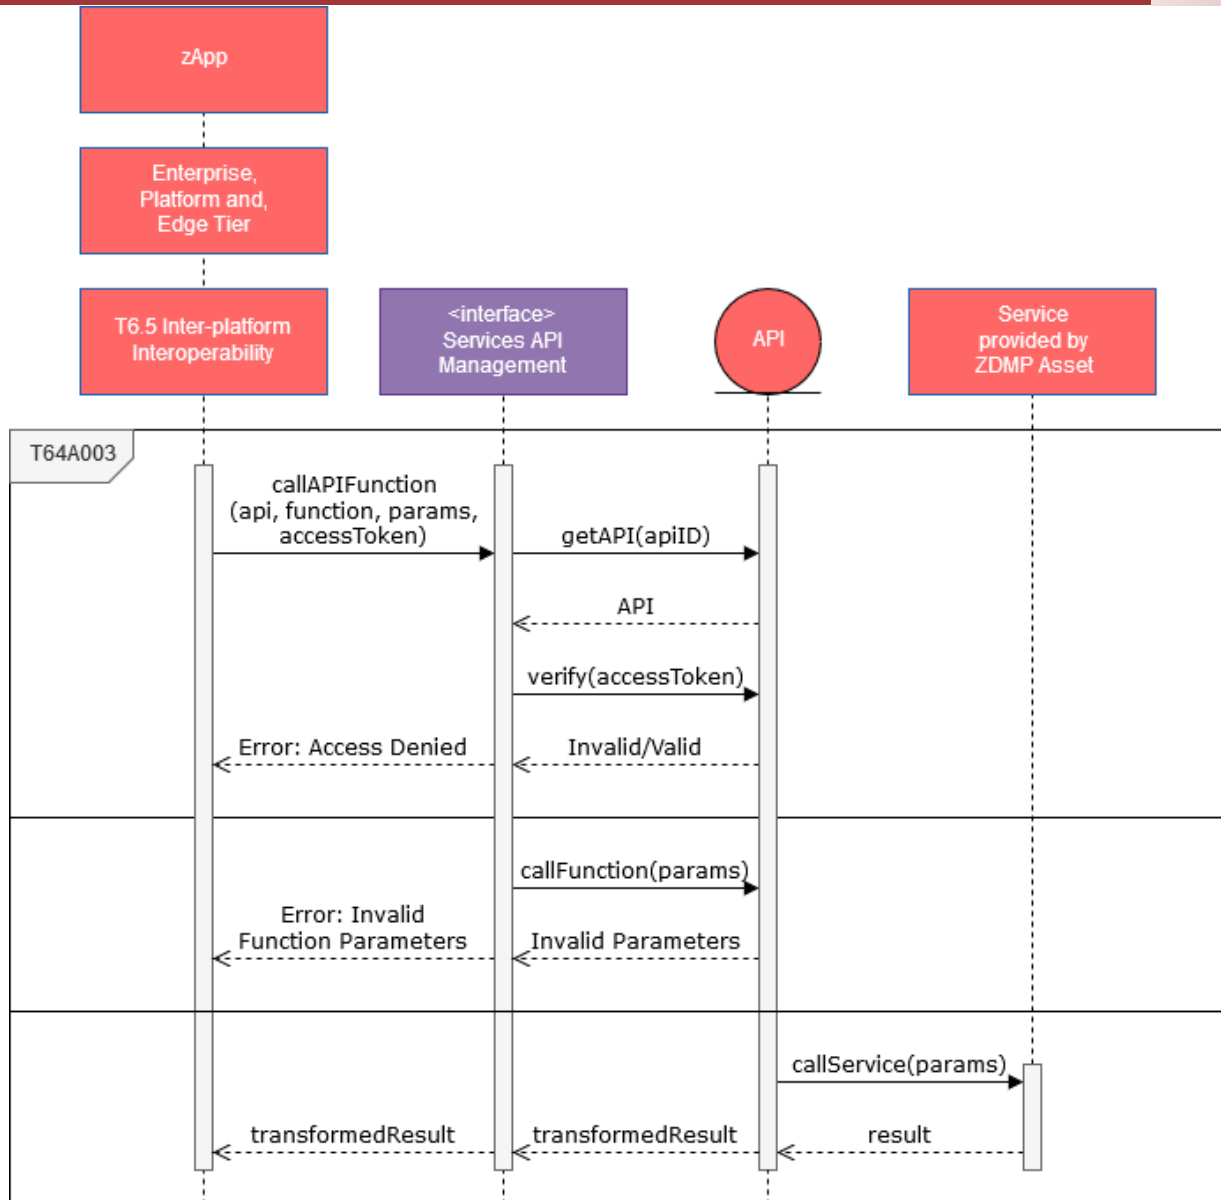 zApp
Enterprise,
Platform and,
Edge Tier
T6.5 Inter-platform
Interoperability
<interface>
Services API
Management
API
Service
provided by
ZDMP Asset
T64A003
callAPIFunction
(api, function, params,
accessToken)
getAPI(apiID)
API
verify(accessToken)
Error: Access Denied
Invalid/Valid
callFunction(params)
Error: Invalid
Function Parameters
Invalid Parameters
callService(params)
transformedResult
transformedResult
result